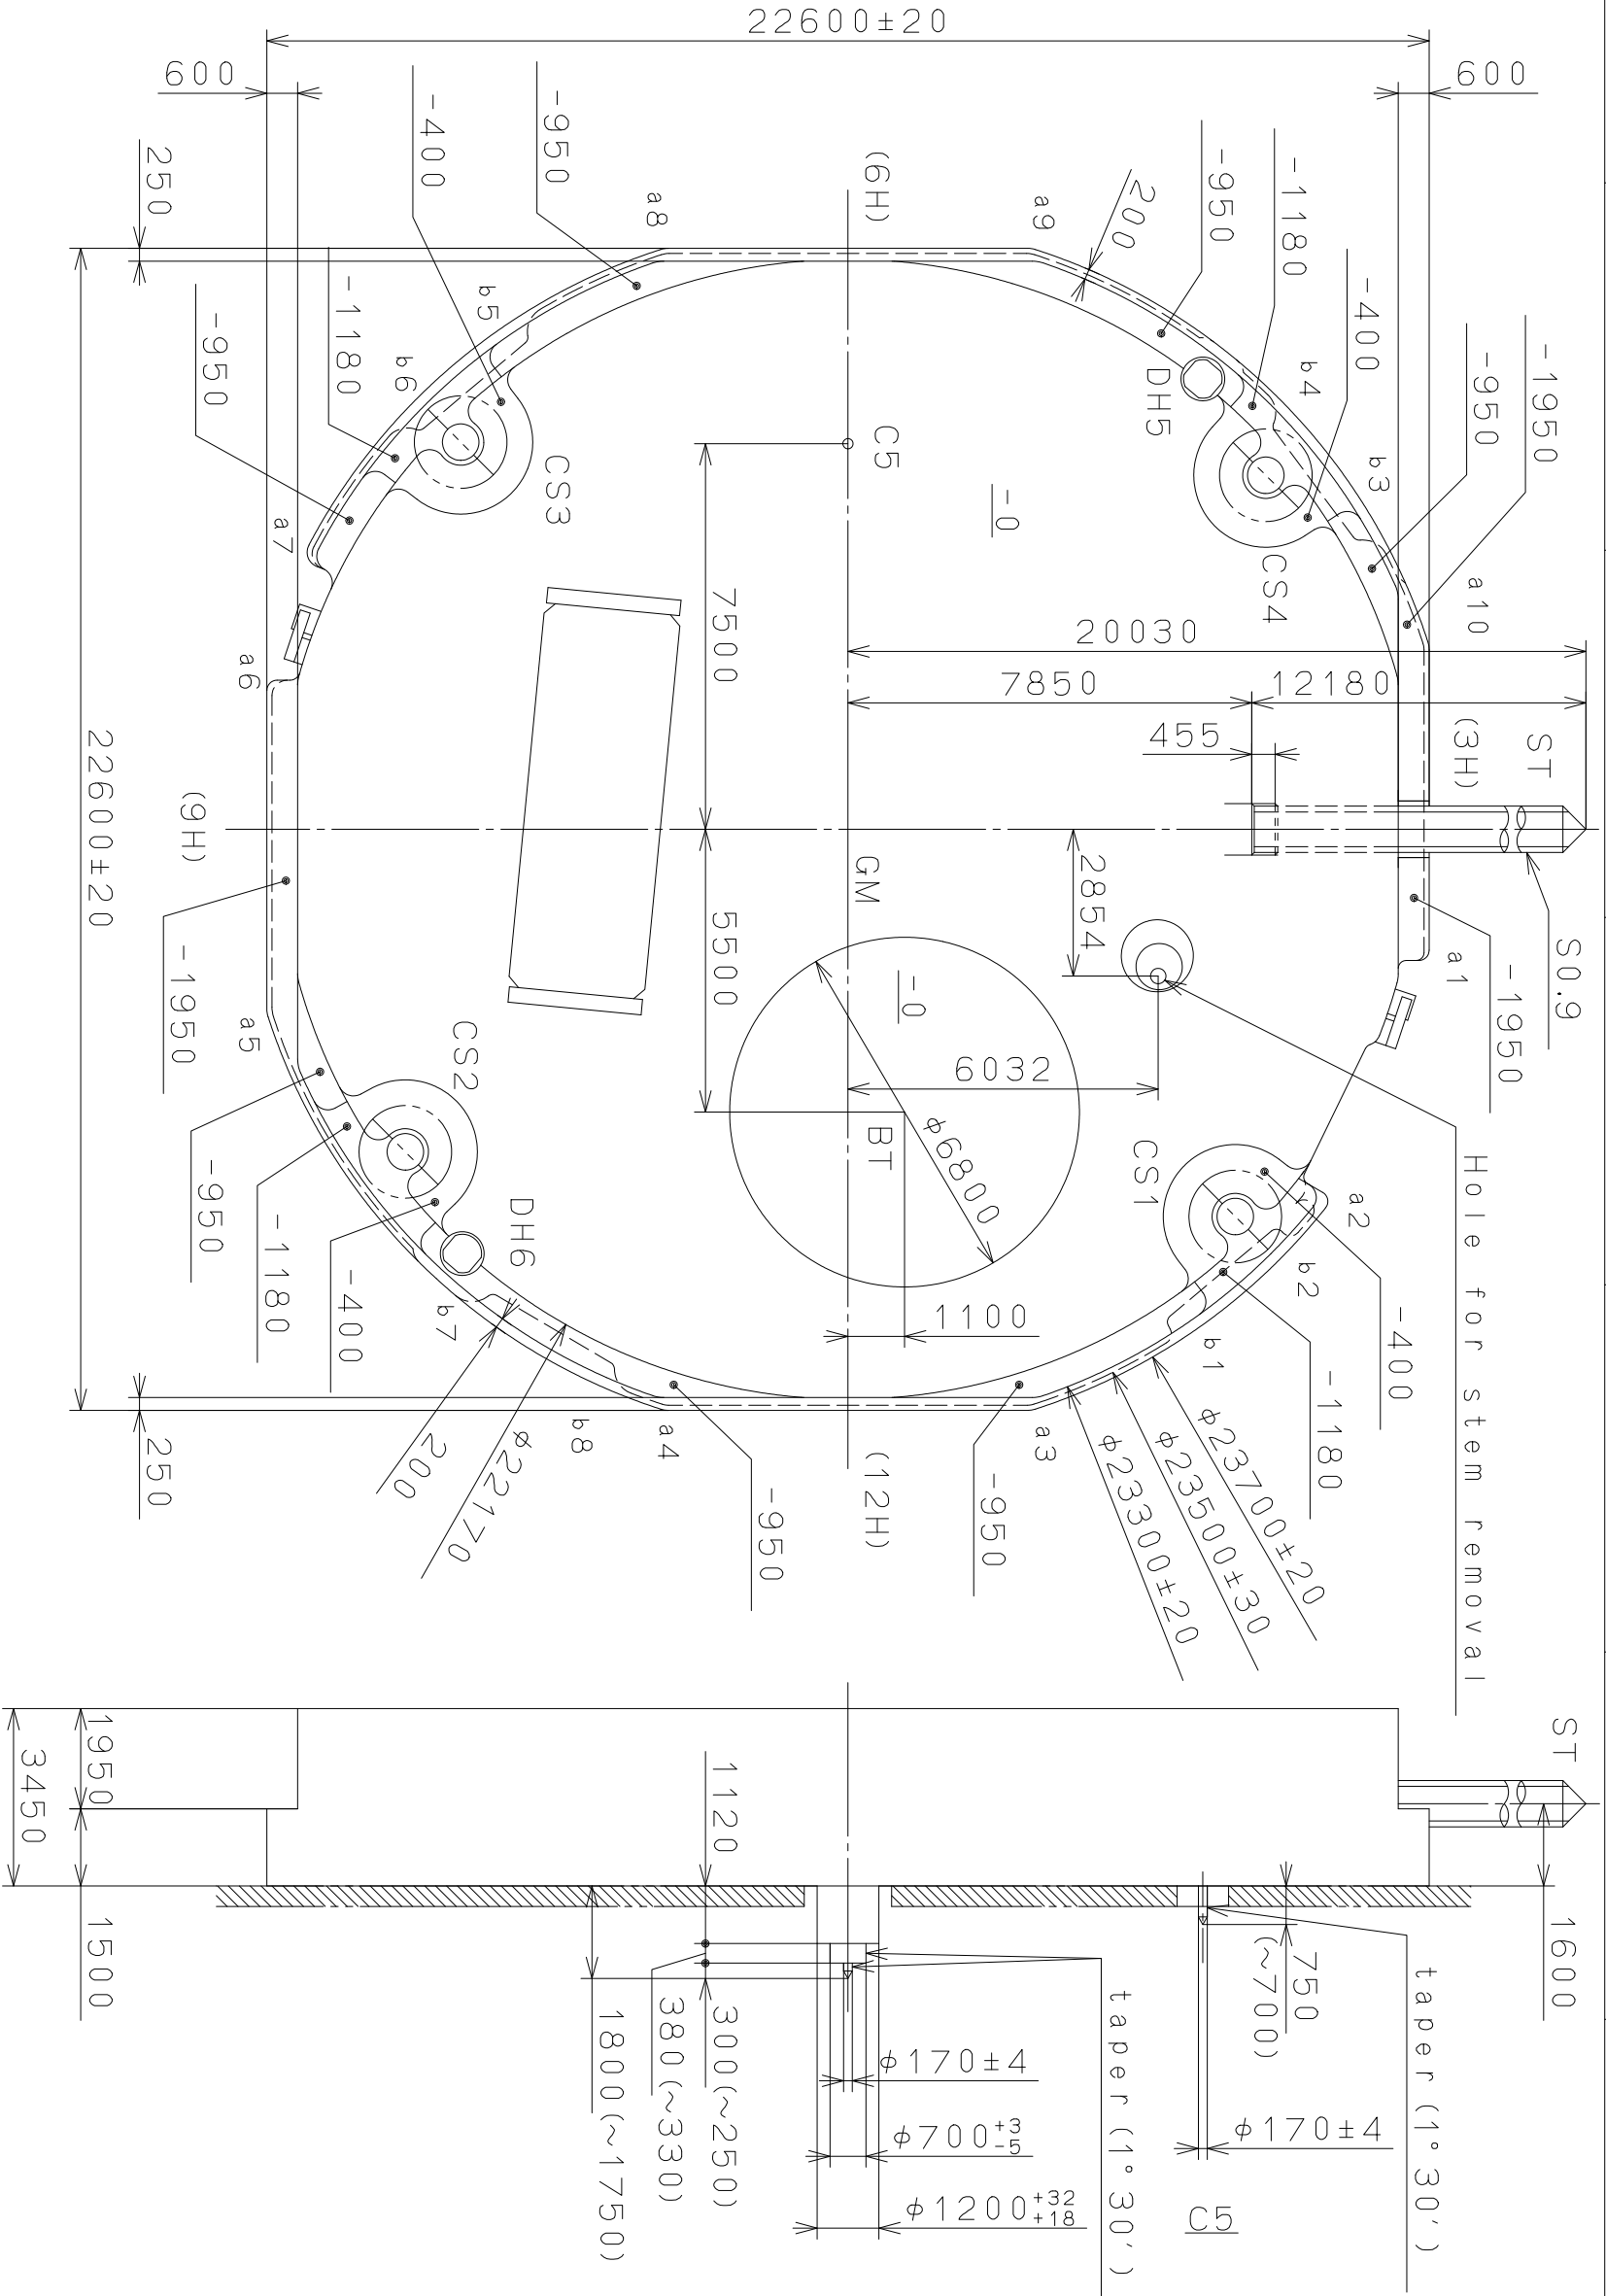 22600±20
600
600
-400
-950
-950
-1180
-400
-950
-1950
(6H)
200
250
a8
a9
b5
b4
b3
-1180
-950
b6
a7
CS3
C5
-0
DH5
CS4
a10
a6
7500
20030
7850
12180
455
(3H)
ST
22600±20
(9H)
GM
2854
5500
-0
a1
-1950
S0.9
-1950
a5
CS2
6032
φ6800
BT
CS1
Hole for stem removal
-950
-1180
-400
DH6
1100
a2
b2
b1
-400
b7
b8
a4
a3
-1180
250
200
φ22170
-950
(12H)
-950
φ23300±20
φ23500±30
φ23700±20
ST
1950
3450
1500
1120
1600
750
(~700)
taper(1°30′)
1800(~1750)
380(~330)
300(~250)
φ170±4
φ700+3-5
φ1200+32+18
taper(1°30′)
φ170±4
C5